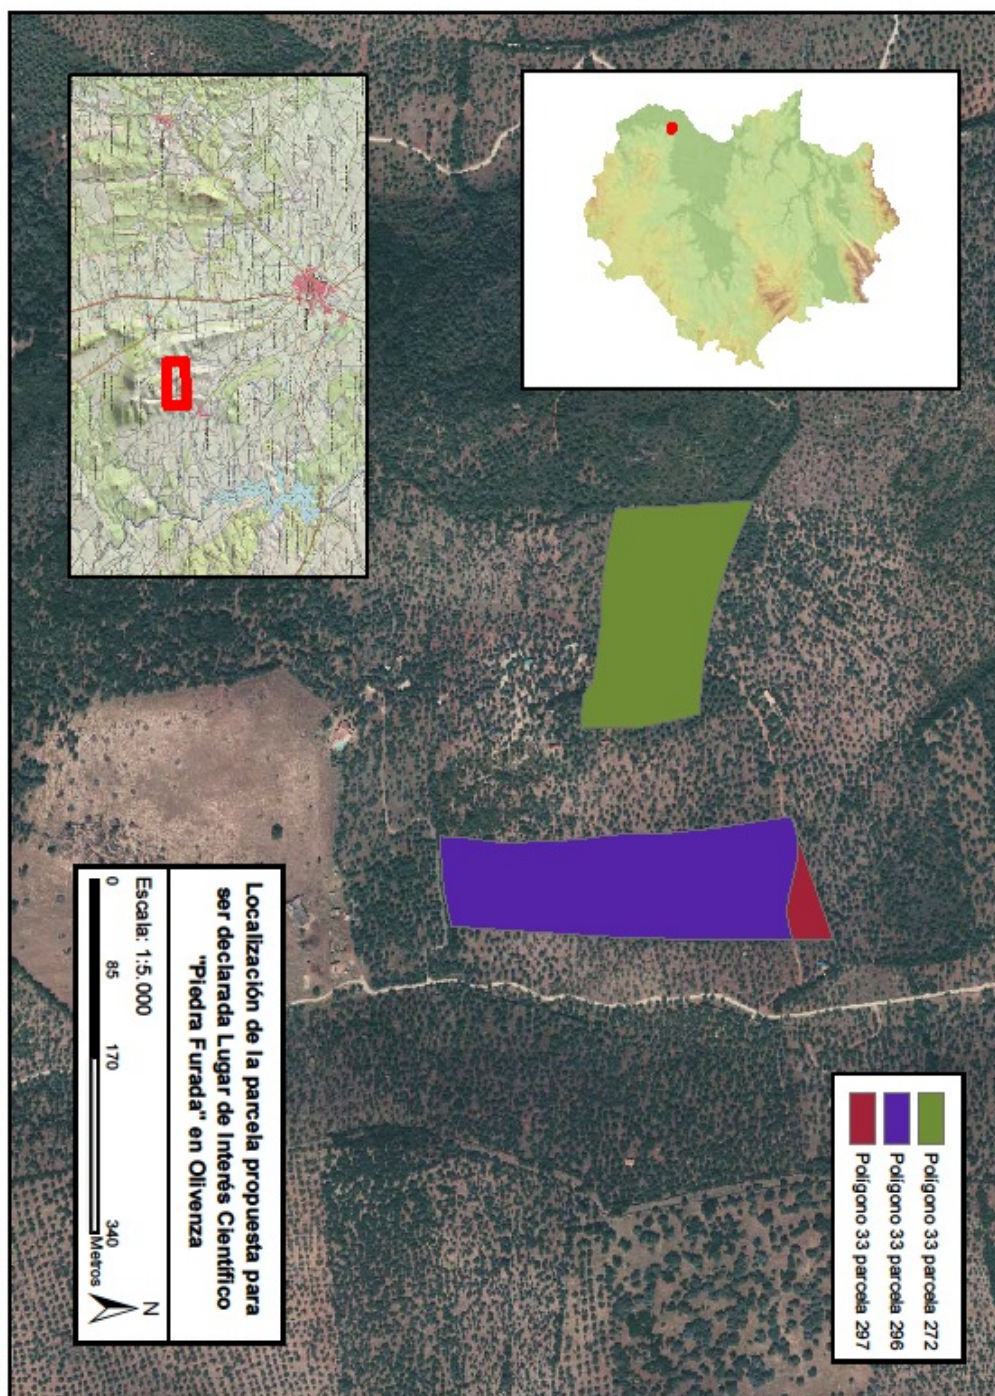 Polígono 33 parcela 272
Polígono 33 parcela 296
Polígono 33 parcela 297
Localización de la parcela propuesta para
ser declarada Lugar de Interés Científico
"Piedra Furada" en Olivenza
Escala: 1:5.000
0 85 170 340
Metros
N